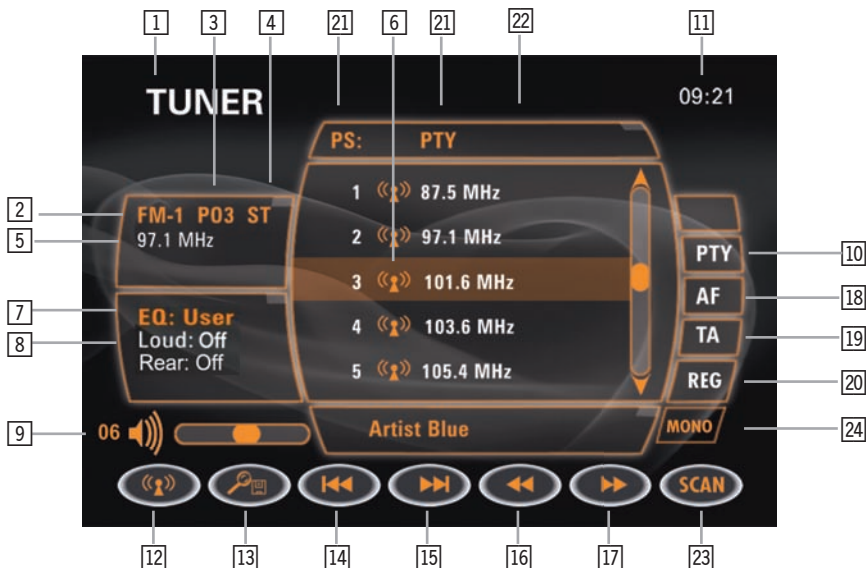 1 3 4 21 6 21 22 11
TUNER 09:21
PS: PTY
2 FM-1 P03 ST
5 97.1 MHz
1 87.5 MHz
2 97.1 MHz
3 101.6 MHz
4 103.6 MHz
5 105.4 MHz
PTY 10
AF 18
TA 19
REG 20
7 EQ: User
8 Loud: Off
Rear: Off
9 06
Artist Blue
MONO 24
SCAN
12 13 14 15 16 17 23